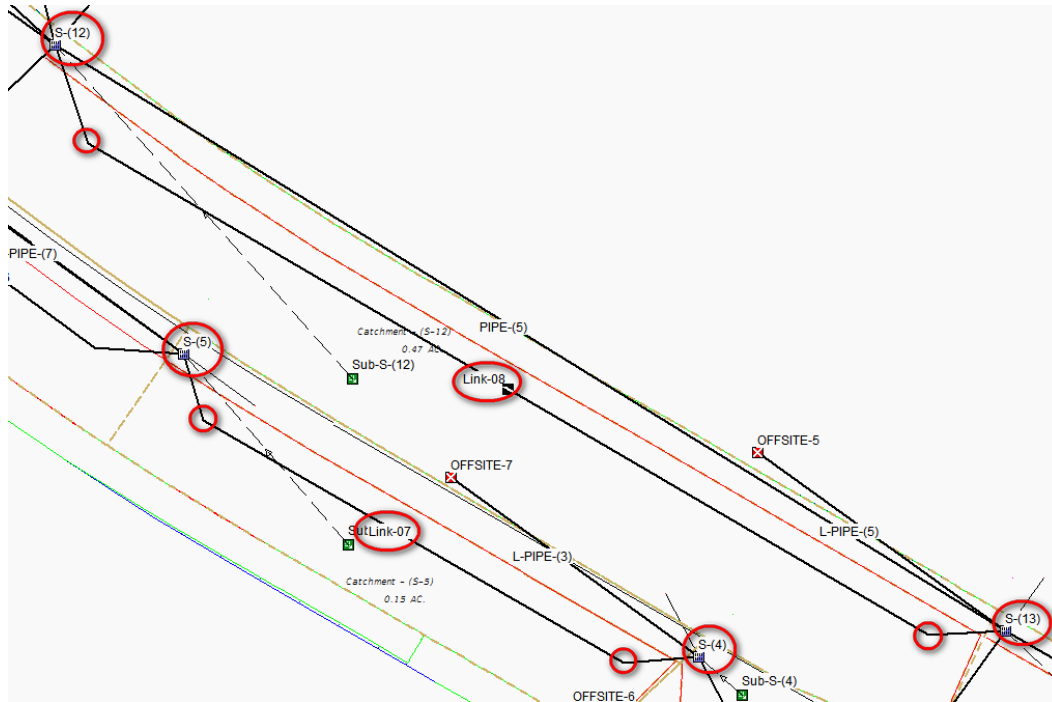 S-(12)
-PIPE-(7)
S-(5)
Catchment - (S-12)
0.47 AC.
PIPE-(5)
Sub-S-(12)
Link-08
OFFSITE-5
OFFSITE-7
Link-07
L-PIPE-(5)
L-PIPE-(3)
Catchment - (S-5)
0.15 AC.
S-(13)
S-(4)
Sub-S-(4)
OFFSITE-6